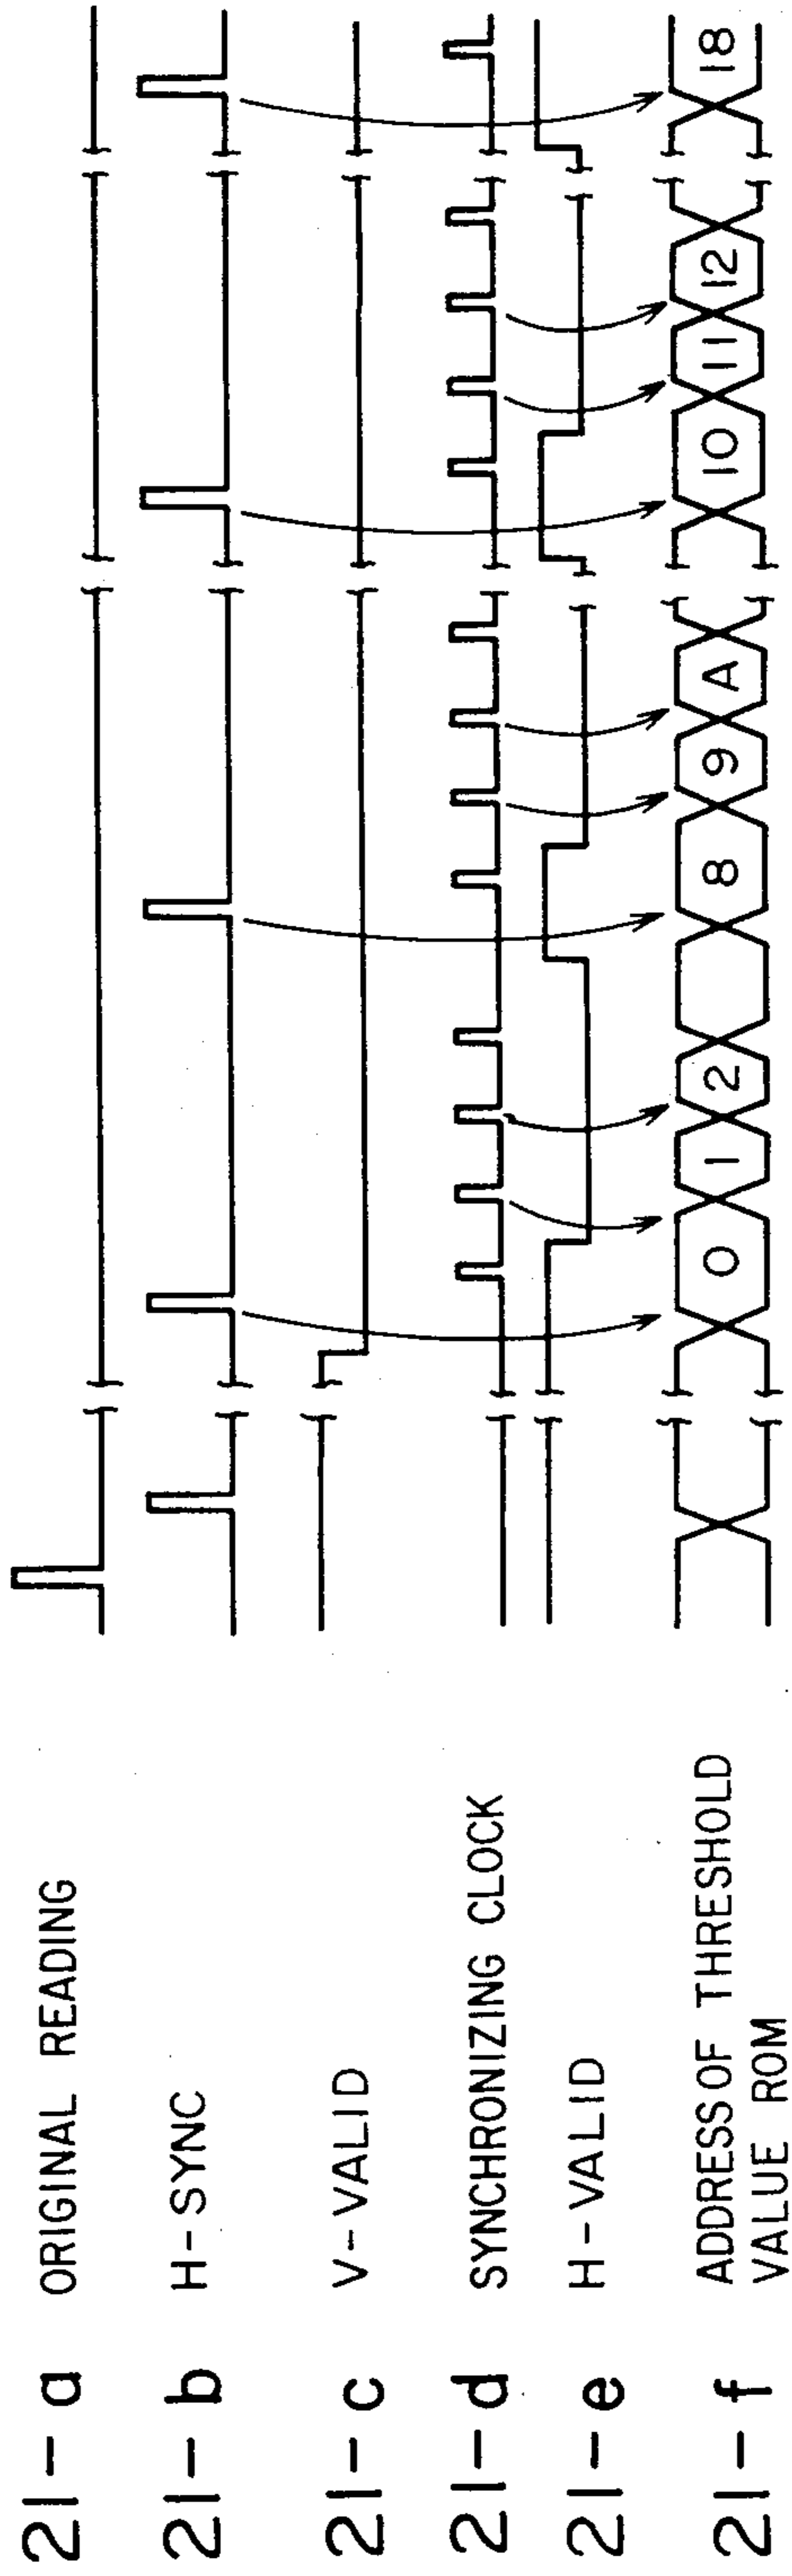 21-a ORIGINAL READING
21-b H-SYNC
21-c V-VALID
21-d SYNCHRONIZING CLOCK
21-e H-VALID
21-f ADDRESS OF THRESHOLD
VALUE ROM
0 1 2 8 9 A 10 11 12 18